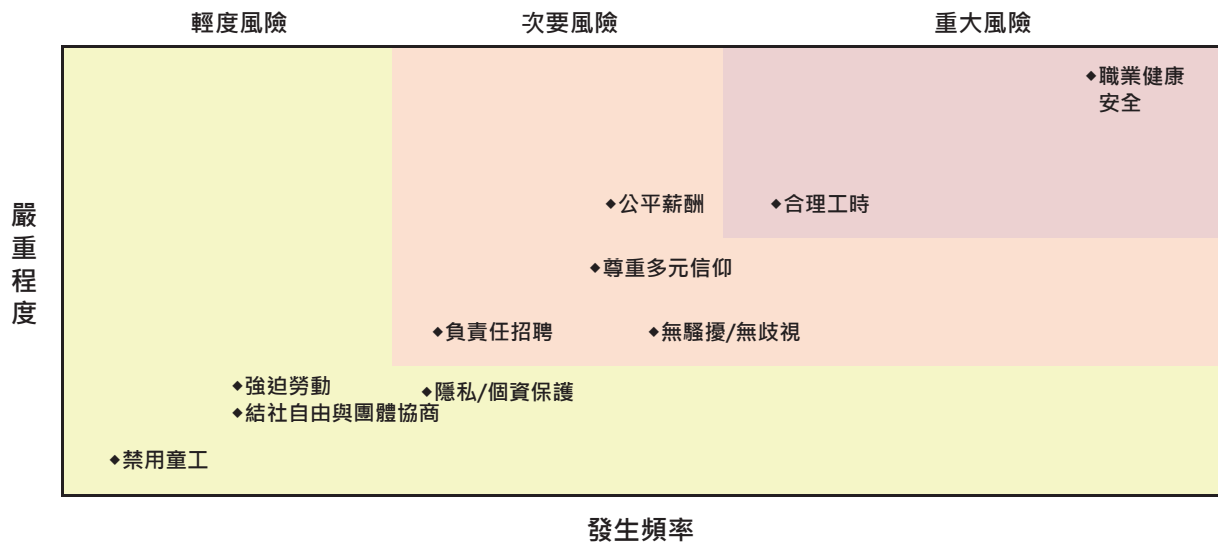 輕度風險
次要風險
重大風險
嚴重程度
◆職業健康
安全
◆公平薪酬
◆合理工時
◆尊重多元信仰
◆負責任招聘
◆無騷擾/無歧視
◆強迫勞動
◆隱私/個資保護
◆結社自由與團體協商
◆禁用童工
發生頻率